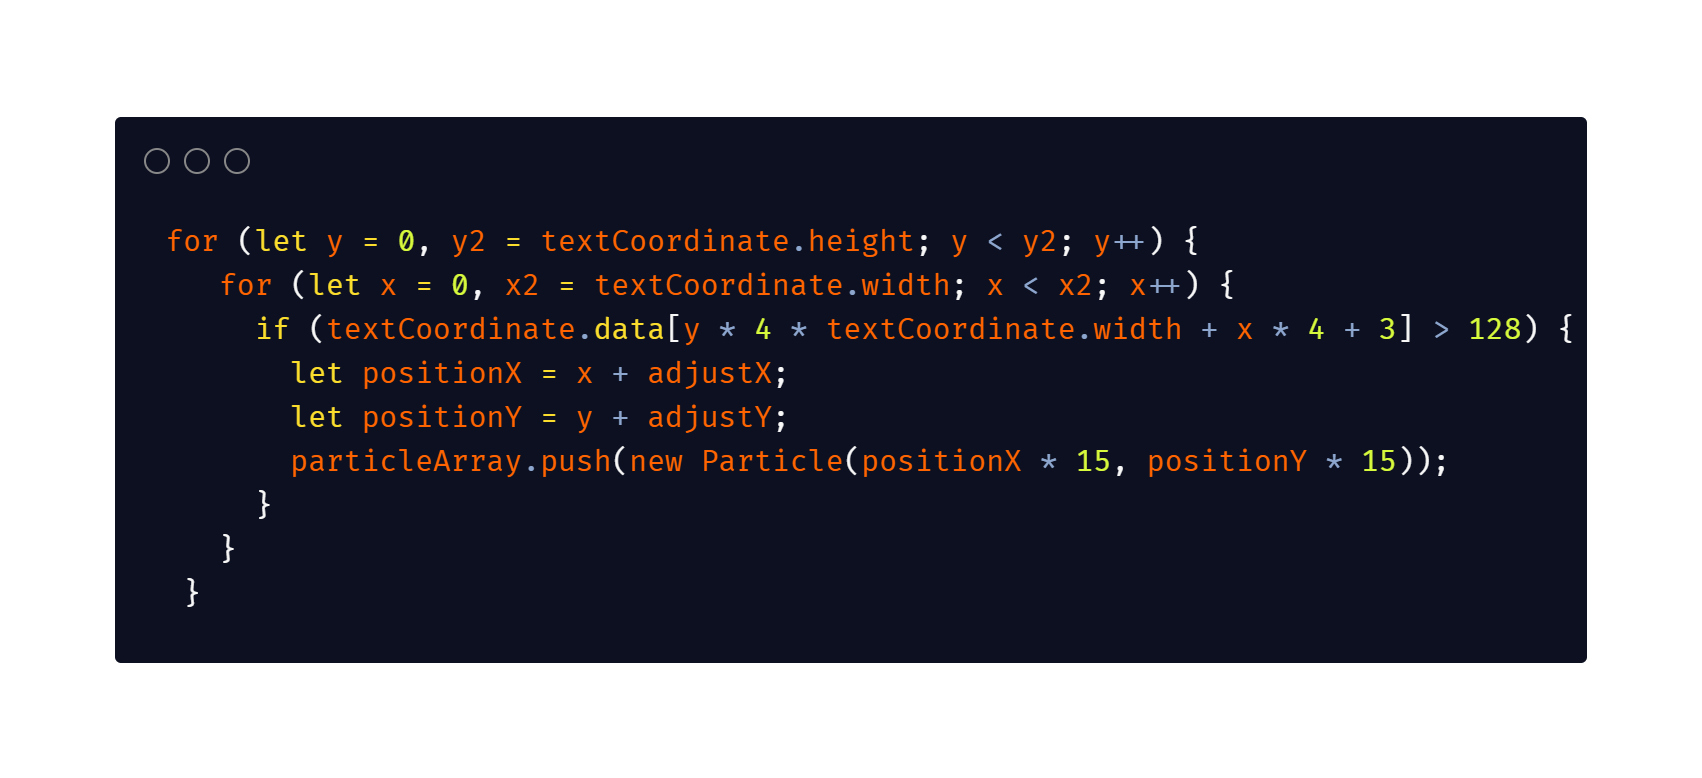 for (let y = 0, y2 = textCoordinate.height; y < y2; y++) {
for (let x = 0, x2 = textCoordinate.width; x < x2; x++) {
if (textCoordinate.data[y * 4 * textCoordinate.width + x * 4 + 3] > 128) {
let positionX = x + adjustX;
let positionY = y + adjustY;
particleArray.push(new Particle(positionX * 15, positionY * 15));
}
}
}